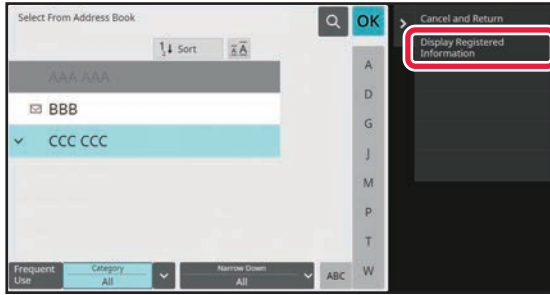 Select From Address Book
OK
Cancel and Return
Display Registered
Information
Sort
AAA AAA
BBB
CCC CCC
A
D
G
J
M
P
T
W
Frequent
Use
Category
All
Narrow Down
All
ABC